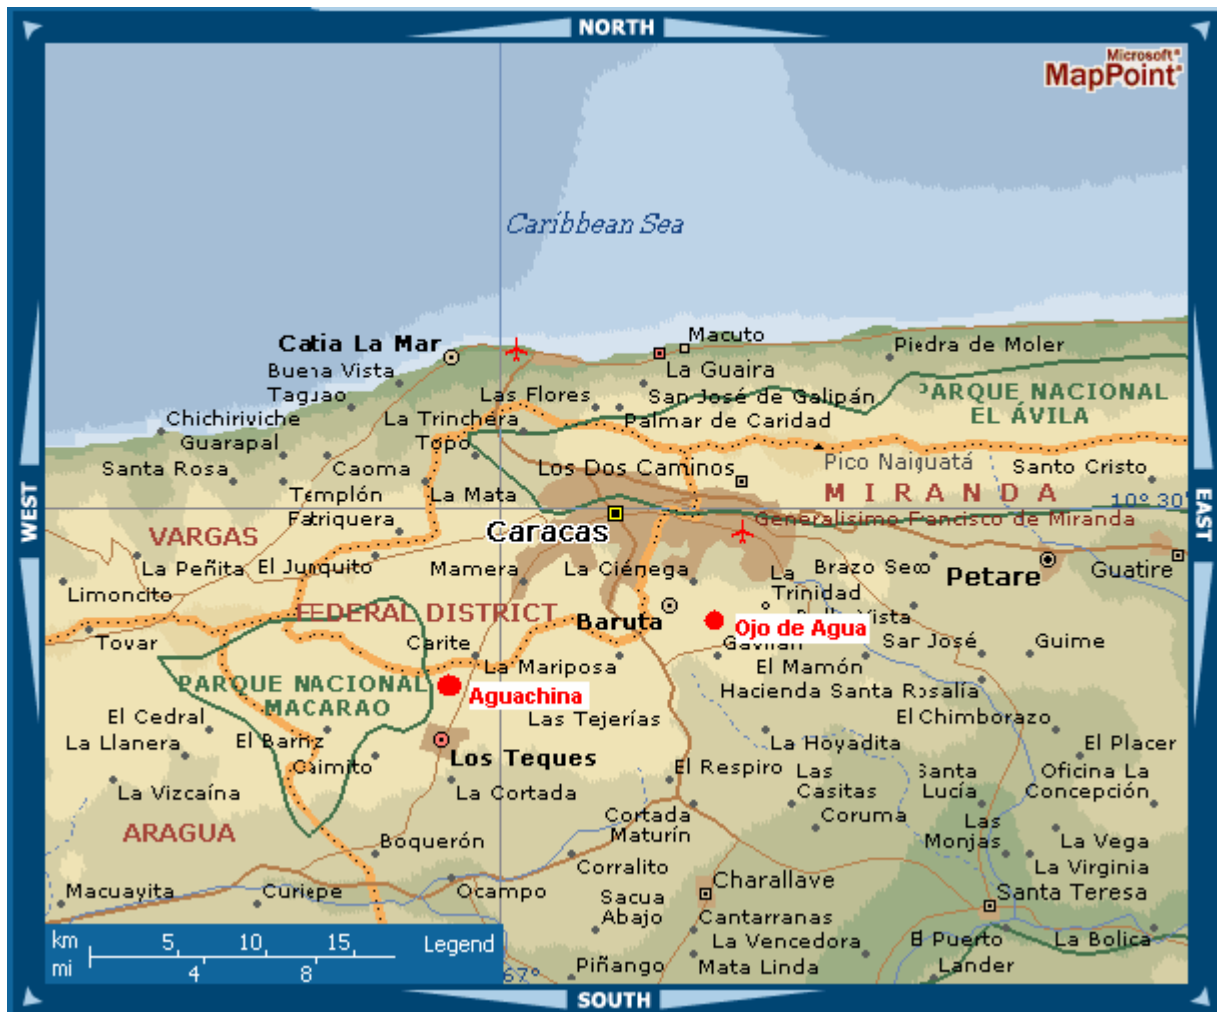 NORTH
Microsoft®
MapPoint®
Caribbean Sea
Macuto
Catia La Mar
Piedra de Moler
Buena Vista
La Guaira
Taguao
Las Flores
San José de Galipán
PARQUE NACIONAL
EL ÁVILA
Chichiriviche
La Trinchera
Palmar de Caridad
Guarapal
Topo
Santa Rosa
Caoma
Los Dos Caminos
Pico Naiguatá
Santo Cristo
Templón
La Mata
MIRANDA
10° 30'
WEST
EAST
Fatriquera
Caracas
Generalisimo Francisco de Miranda
VARGAS
La Peñita
El Junquito
Mamera
La Ciénega
La
Trinidad
Brazo Seco
Petare
Guatire
Limoncito
FEDERAL DISTRICT
Baruta
Vista
Ojo de Agua
Tovar
Carite
Gavilán
San José
Guime
La Mariposa
El Mamón
PARQUE NACIONAL
MACARAO
Aguachina
Hacienda Santa Rosalía
El Cedral
Las Tejerías
El Chimborazo
La Llanera
El Barniz
La Hoyadita
El Placer
Caimito
Los Teques
El Respiro
Las
Casitas
Santa
Lucía
Oficina La
Concepción
La Vizcaína
La Cortada
Cortada
Maturín
Coruma
Las
Monjas
ARAGUA
Boquerón
La Vega
Corralito
La Virginia
Macuayita
Curiepe
Ocampo
Charallave
Santa Teresa
Sacua
Abajo
Cantarranas
km 5 10 15
Legend
mi 4 8
La Vencedora
El Puerto
La Bolica
67°
Piñango
Mata Linda
Lander
SOUTH